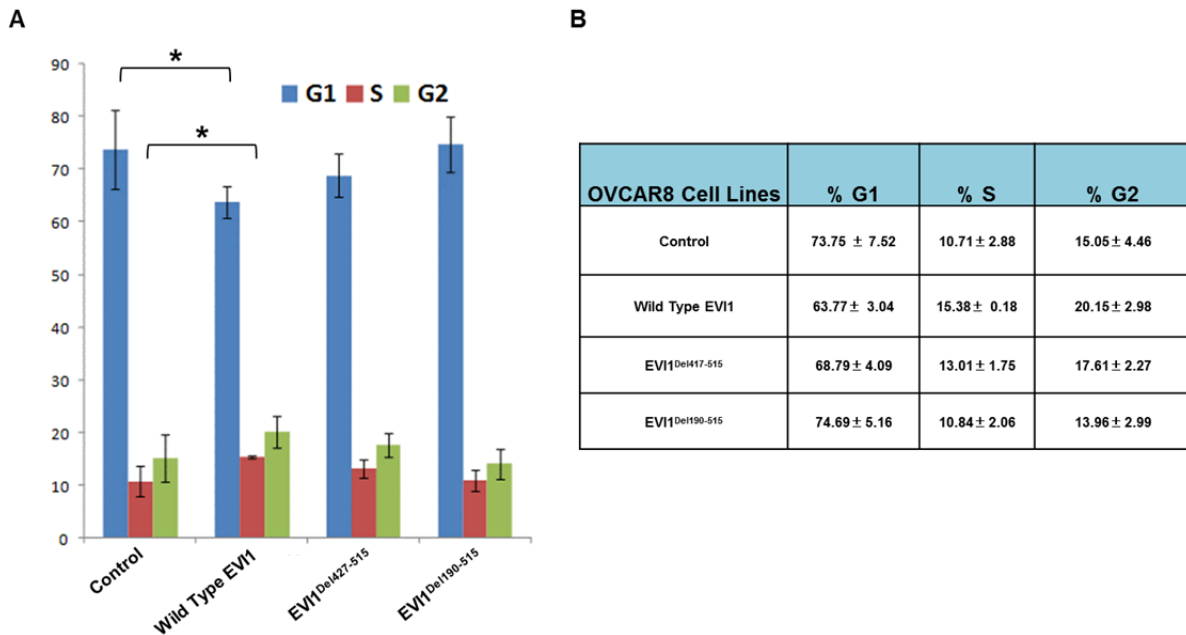 A
B
*
*
G1 S G2
90
80
70
60
50
40
30
20
10
0
Control
Wild Type EVI1
EVI1Del427-515
EVI1Del190-515
OVCAR8 Cell Lines % G1 % S % G2
Control 73.75 ± 7.52 10.71 ± 2.88 15.05 ± 4.46
Wild Type EVI1 63.77 ± 3.04 15.38 ± 0.18 20.15 ± 2.98
EVI1Del417-515 68.79 ± 4.09 13.01 ± 1.75 17.61 ± 2.27
EVI1Del190-515 74.69 ± 5.16 10.84 ± 2.06 13.96 ± 2.99